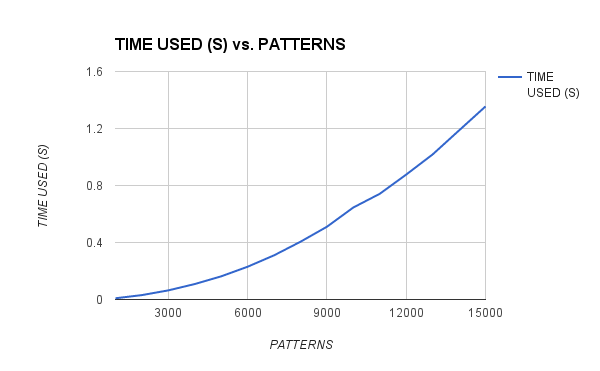 TIME USED (S) vs. PATTERNS
1.6
1.2
0.8
0.4
0
TIME USED (S)
3000
6000
9000
12000
15000
PATTERNS
TIME
USED (S)